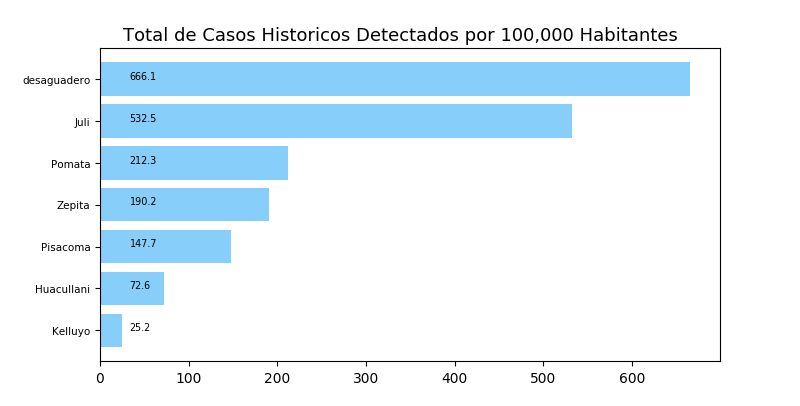 Total de Casos Historicos Detectados por 100,000 Habitantes
desaguadero 666.1
Juli 532.5
Pomata 212.3
Zepita 190.2
Pisacoma 147.7
Huacullani 72.6
Kelluyo 25.2
0 100 200 300 400 500 600